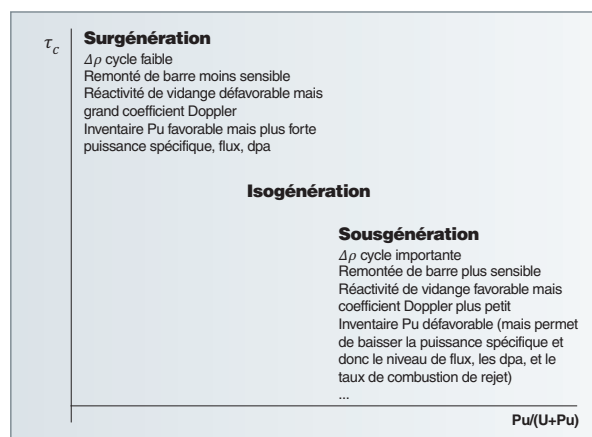 τc
Surgénération
Δρ cycle faible
Remonté de barre moins sensible
Réactivité de vidange défavorable mais
grand coefficient Doppler
Inventaire Pu favorable mais plus forte
puissance spécifique, flux, dpa
Isogénération
Sousgénération
Δρ cycle importante
Remontée de barre plus sensible
Réactivité de vidange favorable mais
coefficient Doppler plus petit
Inventaire Pu défavorable (mais permet
de baisser la puissance spécifique et
donc le niveau de flux, les dpa, et le
taux de combustion de rejet)
...
Pu/(U+Pu)